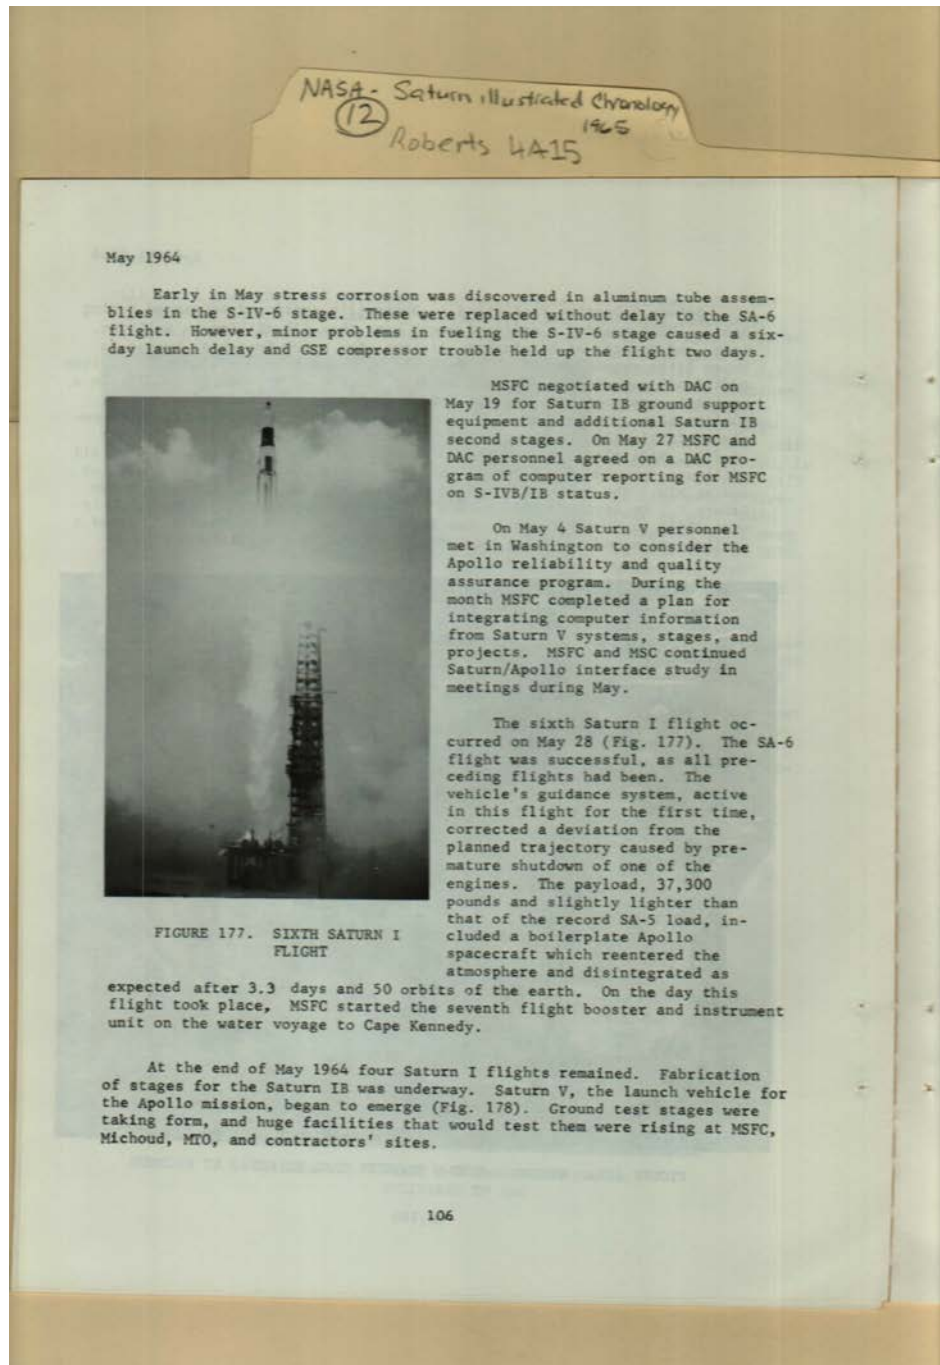 NASA - Saturn illustrated Chronology
12
1965
Roberts 4A15
May 1964
Early in May stress corrosion was discovered in aluminum tube assem-
blies in the S-IV-6 stage. These were replaced without delay to the SA-6
flight. However, minor problems in fueling the S-IV-6 stage caused a six-
day launch delay and GSE compressor trouble held up the flight two days.
MSFC negotiated with DAC on
May 19 for Saturn IB ground support
equipment and additional Saturn IB
second stages. On May 27 MSFC and
DAC personnel agreed on a DAC pro-
gram of computer reporting for MSFC
on S-IVB/IB status.
On May 4 Saturn V personnel
met in Washington to consider the
Apollo reliability and quality
assurance program. During the
month MSFC completed a plan for
integrating computer information
from Saturn V systems, stages, and
projects. MSFC and MSC continued
Saturn/Apollo interface study in
meetings during May.
The sixth Saturn I flight oc-
curred on May 28 (Fig. 177). The SA-6
flight was successful, as all pre-
ceding flights had been. The
vehicle's guidance system, active
in this flight for the first time,
corrected a deviation from the
planned trajectory caused by pre-
mature shutdown of one of the
engines. The payload, 37,300
pounds and slightly lighter than
that of the record SA-5 load, in-
cluded a boilerplate Apollo
spacecraft which reentered the
atmosphere and disintegrated as
FIGURE 177. SIXTH SATURN I
FLIGHT
expected after 3.3 days and 50 orbits of the earth. On the day this
flight took place, MSFC started the seventh flight booster and instrument
unit on the water voyage to Cape Kennedy.
At the end of May 1964 four Saturn I flights remained. Fabrication
of stages for the Saturn IB was underway. Saturn V, the launch vehicle for
the Apollo mission, began to emerge (Fig. 178). Ground test stages were
taking form, and huge facilities that would test them were rising at MSFC,
Michoud, MTO, and contractors' sites.
106